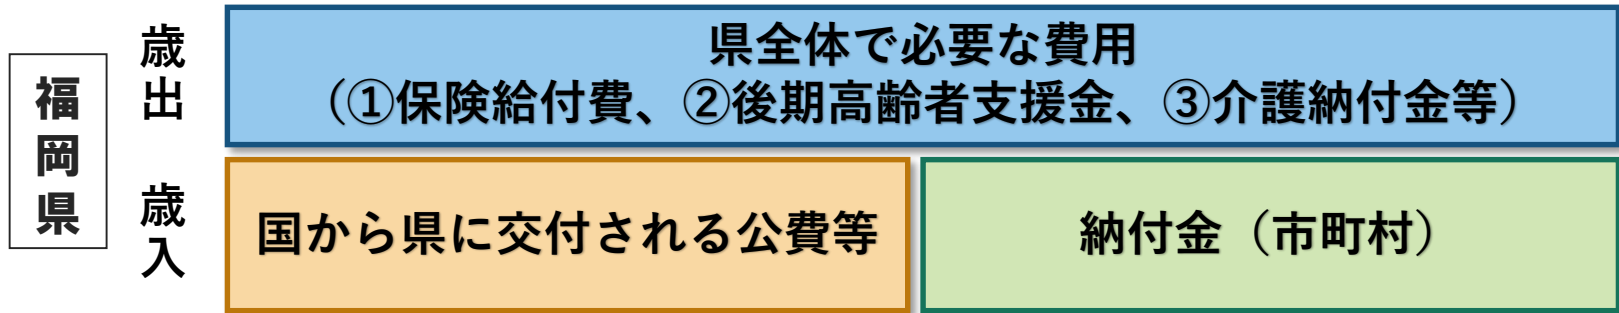 福岡県
歳出
県全体で必要な費用
（①保険給付費、②後期高齢者支援金、③介護納付金等）
歳入
国から県に交付される公費等
納付金（市町村）